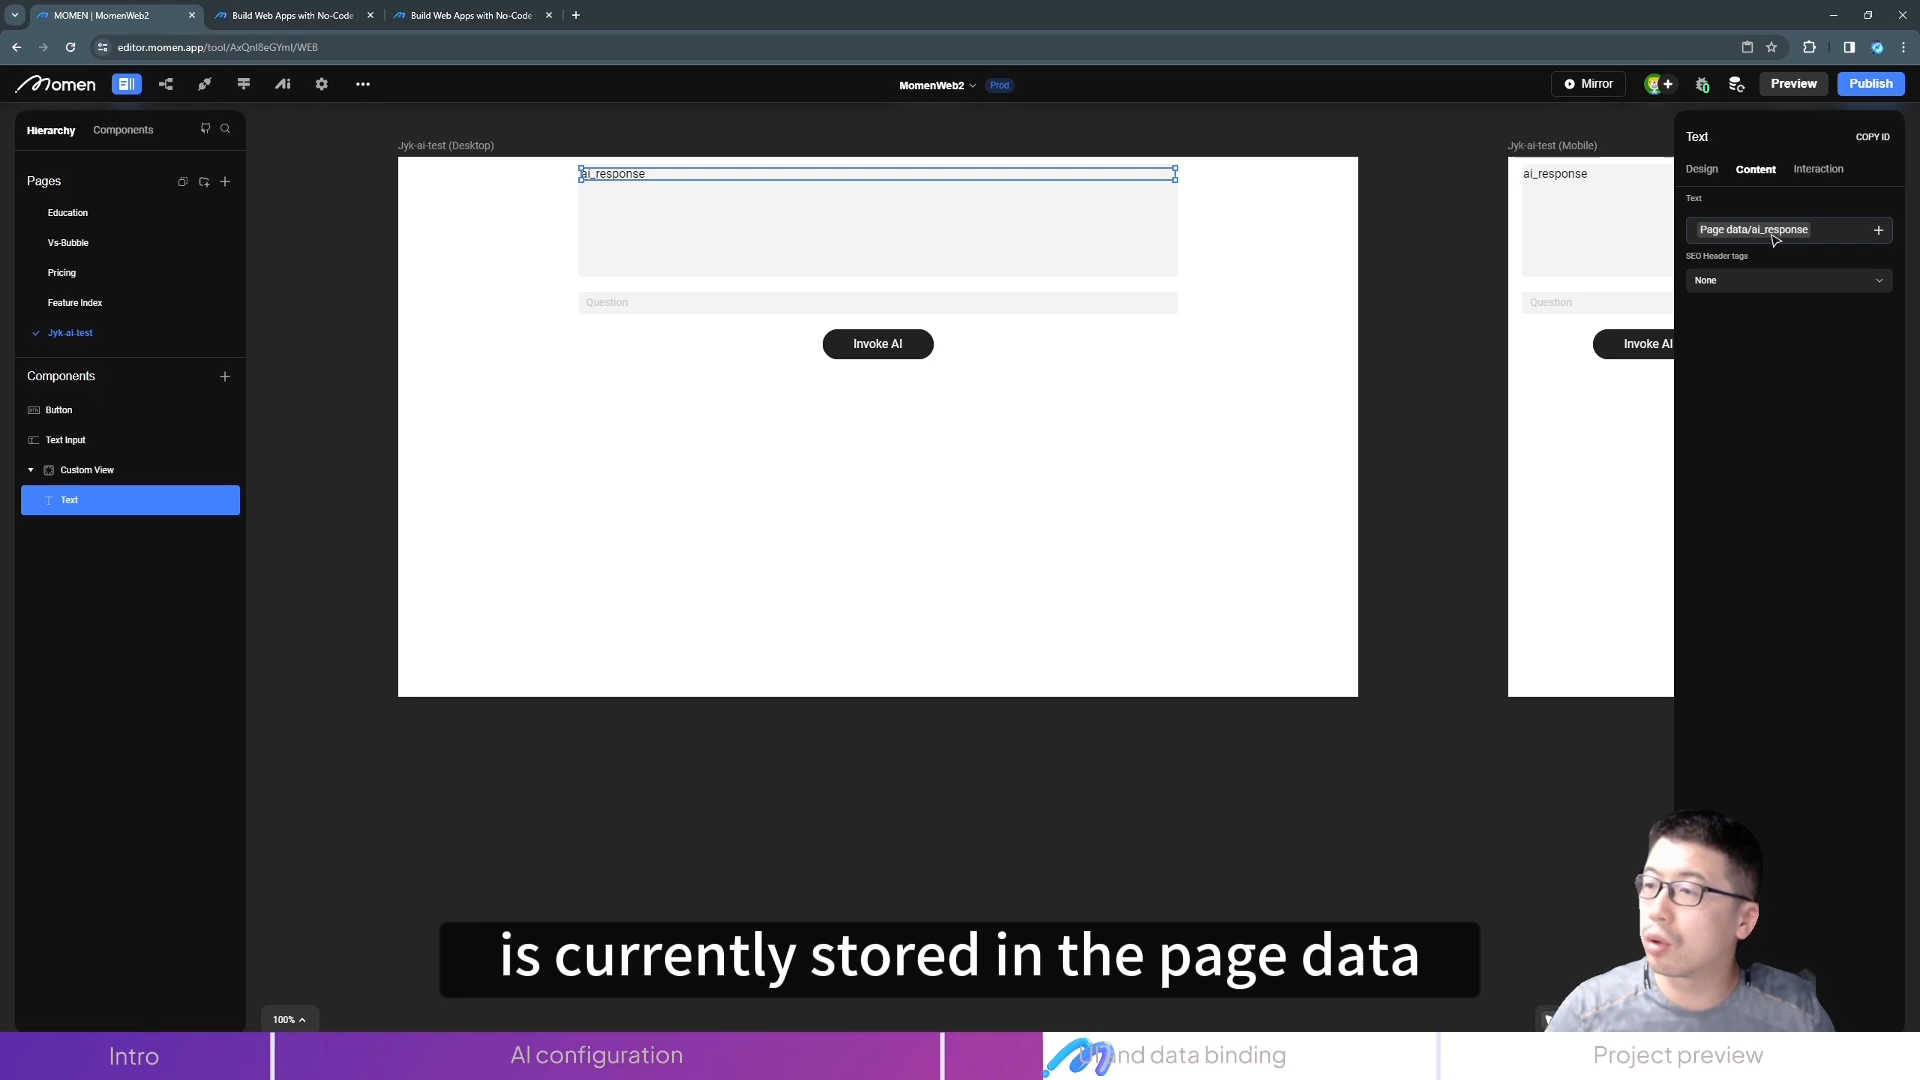 MOMEN | MomenWeb2
Build Web Apps with No-Code
Build Web Apps with No-Code
editor.momen.app/tool/AxQnl8eGYml/WEB
Momen
Ai
MomenWeb2
Prod
Mirror
Preview
Publish
Hierarchy
Components
Pages
Education
Vs-Bubble
Pricing
Feature Index
Jyk-ai-test
Components
Button
Text Input
Custom View
Text
100%
Jyk-ai-test (Desktop)
ai_response
Question
Invoke AI
Jyk-ai-test (Mobile)
ai_response
Question
Invoke AI
Text
COPY ID
Design
Content
Interaction
Text
Page data/ai_response
SEO Header tags
None
is currently stored in the page data
Intro
AI configuration
and data binding
Project preview